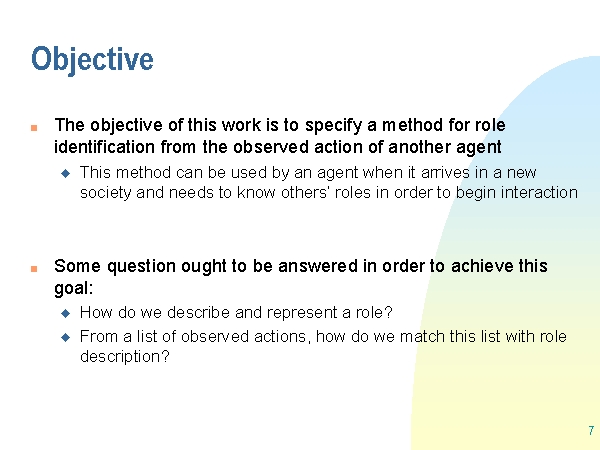 Objective
The objective of this work is to specify a method for role
identification from the observed action of another agent
This method can be used by an agent when it arrives in a new
society and needs to know others' roles in order to begin interaction
Some question ought to be answered in order to achieve this
goal:
How do we describe and represent a role?
From a list of observed actions, how do we match this list with role
description?
7